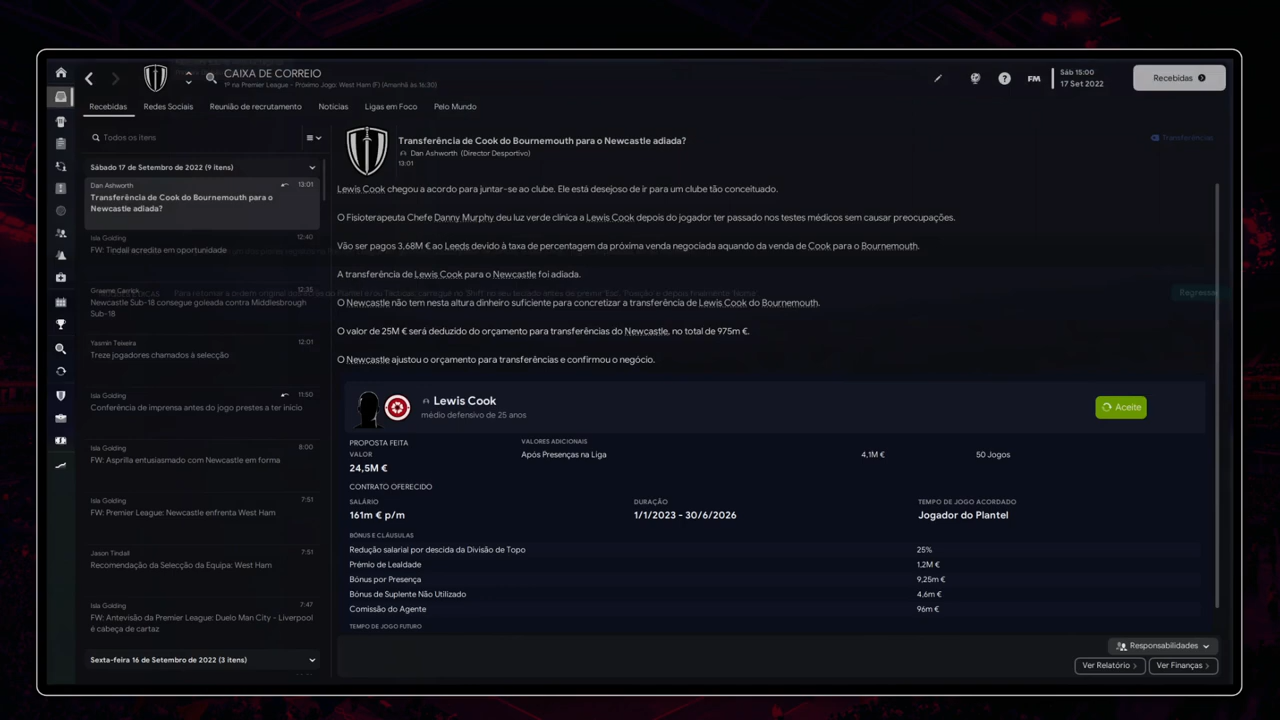 CAIXA DE CORREIO
1º na Premier League - Próximo Jogo: West Ham (F) (Amanhã às 16:30)
FM
Sáb 15:00
17 Set 2022
Recebidas
Recebidas
Redes Sociais
Reunião de recrutamento
Notícias
Ligas em Foco
Pelo Mundo
Todos os itens
Sábado 17 de Setembro de 2022 (9 itens)
Dan Ashworth 13:01
Transferência de Cook do Bournemouth para o
Newcastle adiada?
Isla Golding 12:40
FW: Tindall acredita em oportunidade
Graeme Carrick 12:35
Newcastle Sub-18 consegue goleada contra Middlesbrough
Sub-18
Yasmin Teixeira 12:01
Treze jogadores chamados à selecção
Isla Golding 11:50
Conferência de imprensa antes do jogo prestes a ter início
Isla Golding 8:00
FW: Asprilla entusiasmado com Newcastle em forma
Isla Golding 7:51
FW: Premier League: Newcastle enfrenta West Ham
Jason Tindall 7:51
Recomendação da Selecção da Equipa: West Ham
Isla Golding 7:47
FW: Antevisão da Premier League: Duelo Man City - Liverpool
é cabeça de cartaz
Sexta-feira 16 de Setembro de 2022 (3 itens)
Transferência de Cook do Bournemouth para o Newcastle adiada?
Dan Ashworth (Director Desportivo)
13:01
Transferências
Lewis Cook chegou a acordo para juntar-se ao clube. Ele está desejoso de ir para um clube tão conceituado.
O Fisioterapeuta Chefe Danny Murphy deu luz verde clínica a Lewis Cook depois do jogador ter passado nos testes médicos sem causar preocupações.
Vão ser pagos 3,68M € ao Leeds devido à taxa de percentagem da próxima venda negociada aquando da venda de Cook para o Bournemouth.
A transferência de Lewis Cook para o Newcastle foi adiada.
Regressar
O Newcastle não tem nesta altura dinheiro suficiente para concretizar a transferência de Lewis Cook do Bournemouth.
O valor de 25M € será deduzido do orçamento para transferências do Newcastle, no total de 975m €.
O Newcastle ajustou o orçamento para transferências e confirmou o negócio.
Lewis Cook
médio defensivo de 25 anos
Aceite
PROPOSTA FEITA
VALOR
24,5M €
VALORES ADICIONAIS
Após Presenças na Liga 4,1M € 50 Jogos
CONTRATO OFERECIDO
SALÁRIO
161m € p/m
DURAÇÃO
1/1/2023 - 30/6/2026
TEMPO DE JOGO ACORDADO
Jogador do Plantel
BÓNUS E CLÁUSULAS
Redução salarial por descida da Divisão de Topo 25%
Prémio de Lealdade 1,2M €
Bónus por Presença 9,25m €
Bónus de Suplente Não Utilizado 4,6m €
Comissão do Agente 96m €
TEMPO DE JOGO FUTURO
Responsabilidades
Ver Relatório
Ver Finanças